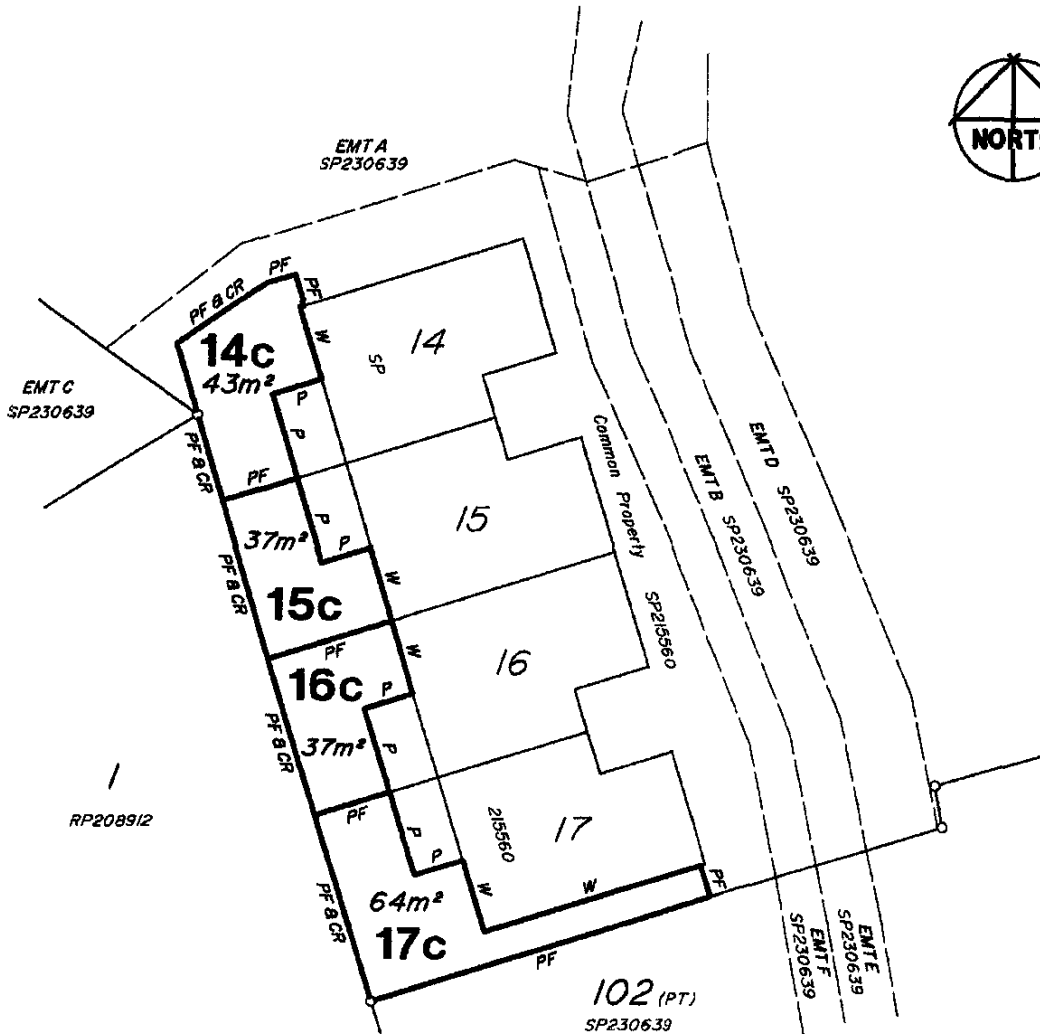 EMT A
SP230639
NORT
PF
PF & CR
PF
14c
43m²
W
14
SP
P
P
EMT C
SP230639
PF & CR
PF
Common Property
SP215560
EMT B SP230639
EMT D SP230639
37m²
P
P
15
W
15c
PF & CR
PF
W
16
16c
P
37m²
P
PF & CR
PF
1
RP208912
215560
17
P
P
64m²
W
W
PF
17c
PF & CR
PF
102 (PT)
SP230639
EMT F
SP230639
EMT E
SP230639